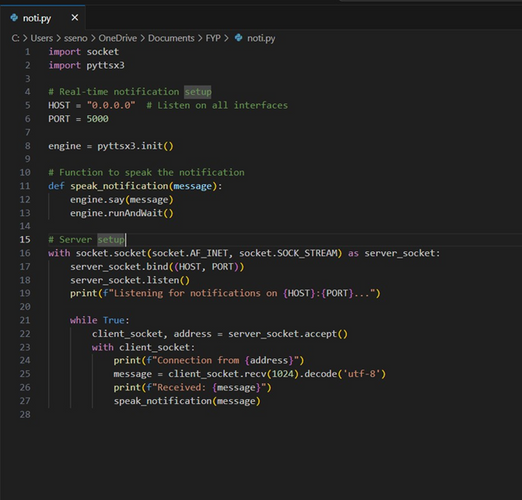 noti.py
C: > Users > sseno > OneDrive > Documents > FYP > noti.py
1 import socket
2 import pyttsx3
3
4 # Real-time notification setup
5 HOST = "0.0.0.0"  # Listen on all interfaces
6 PORT = 5000
7
8 engine = pyttsx3.init()
9
10 # Function to speak the notification
11 def speak_notification(message):
12     engine.say(message)
13     engine.runAndWait()
14
15 # Server setup
16 with socket.socket(socket.AF_INET, socket.SOCK_STREAM) as server_socket:
17     server_socket.bind((HOST, PORT))
18     server_socket.listen()
19     print(f"Listening for notifications on {HOST}:{PORT}...")
20
21     while True:
22         client_socket, address = server_socket.accept()
23         with client_socket:
24             print(f"Connection from {address}")
25             message = client_socket.recv(1024).decode('utf-8')
26             print(f"Received: {message}")
27             speak_notification(message)
28